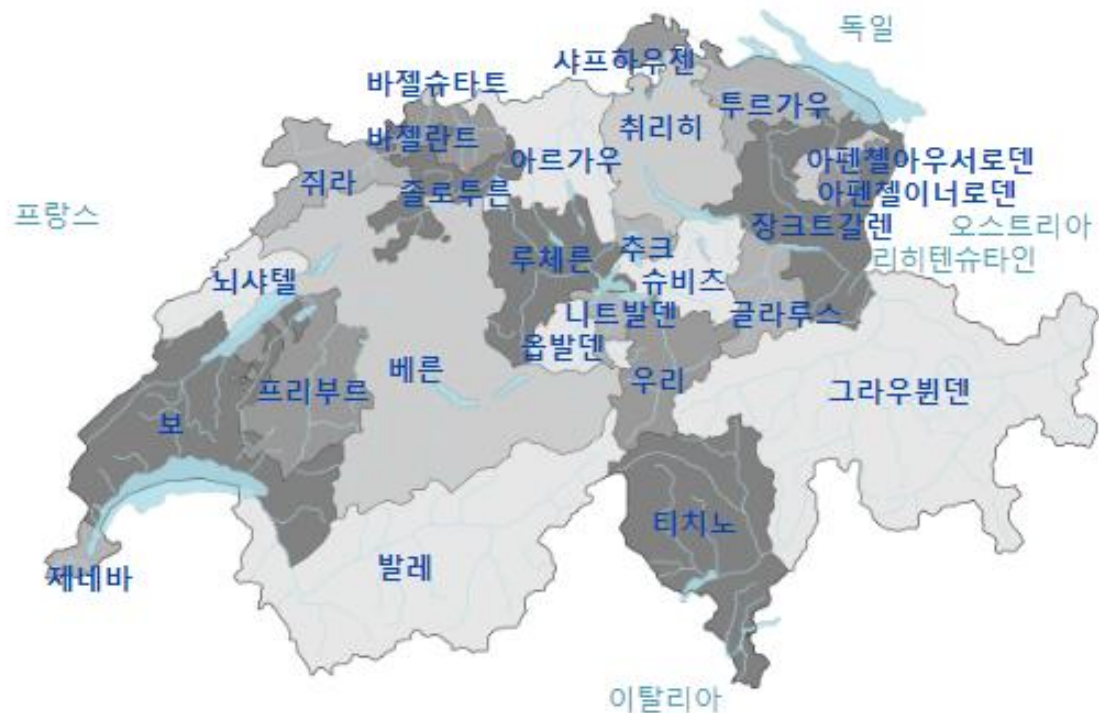 독일
샤프하우젠
바젤슈타트
투르가우
바젤란트
취리히
아르가우
아펜첼아우서로덴
쥐라
졸로투른
아펜첼이너로덴
프랑스
장크트갈렌
오스트리아
루체른
추크
리히텐슈타인
뇌샤텔
슈비츠
니트발덴
글라루스
옵발덴
베른
우리
프리부르
그라우뷘덴
보
티치노
발레
제네바
이탈리아